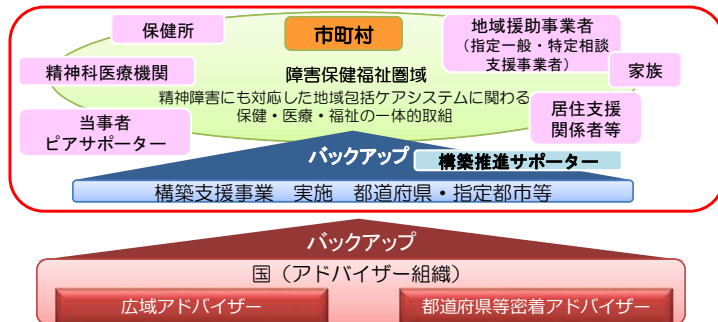 保健所
市町村
地域援助事業者
（指定一般・特定相談
支援事業者）
精神科医療機関
障害保健福祉圏域
家族
精神障害にも対応した地域包括ケアシステムに関わる
保健・医療・福祉の一体的取組
当事者
ピアサポーター
居住支援
関係者等
バックアップ
構築推進サポーター
構築支援事業　実施　都道府県・指定都市等
バックアップ
国（アドバイザー組織）
広域アドバイザー
都道府県等密着アドバイザー